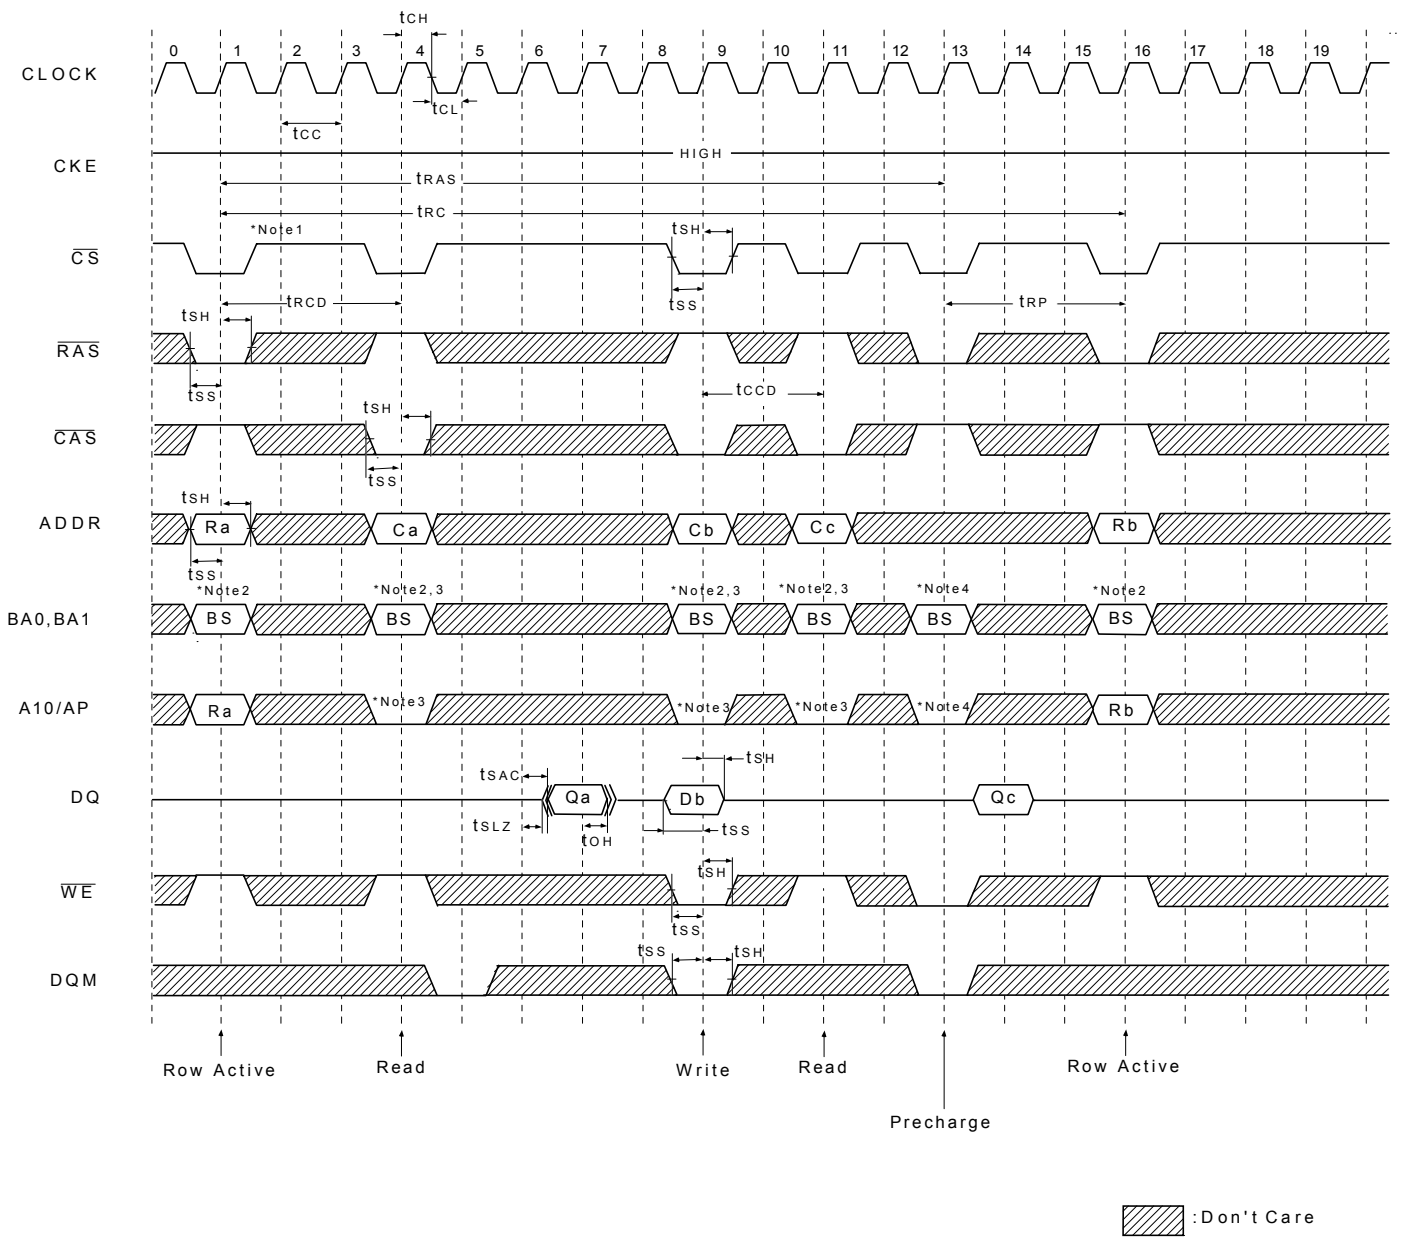 tCH
0 1 2 3 4 5 6 7 8 9 10 11 12 13 14 15 16 17 18 19
CLOCK
tCL
tCC
CKE
HIGH
tRAS
tRC
*Note1
tSH
CS
tSS
tRCD
tRP
tSH
RAS
tSS
tCCD
tSH
CAS
tSS
tSH
ADDR
Ra Ca Cb Cc Rb
tSS
*Note2 *Note2,3 *Note2,3 *Note2,3 *Note4 *Note2
BA0,BA1
BS BS BS BS BS BS
A10/AP
Ra *Note3 *Note3 *Note3 *Note4 Rb
tSH
tSAC
DQ
Qa Db Qc
tSLZ
tOH
tSS
tSH
WE
tSS
tSS tSH
DQM
Row Active Read Write Read Row Active
Precharge
:Don't Care